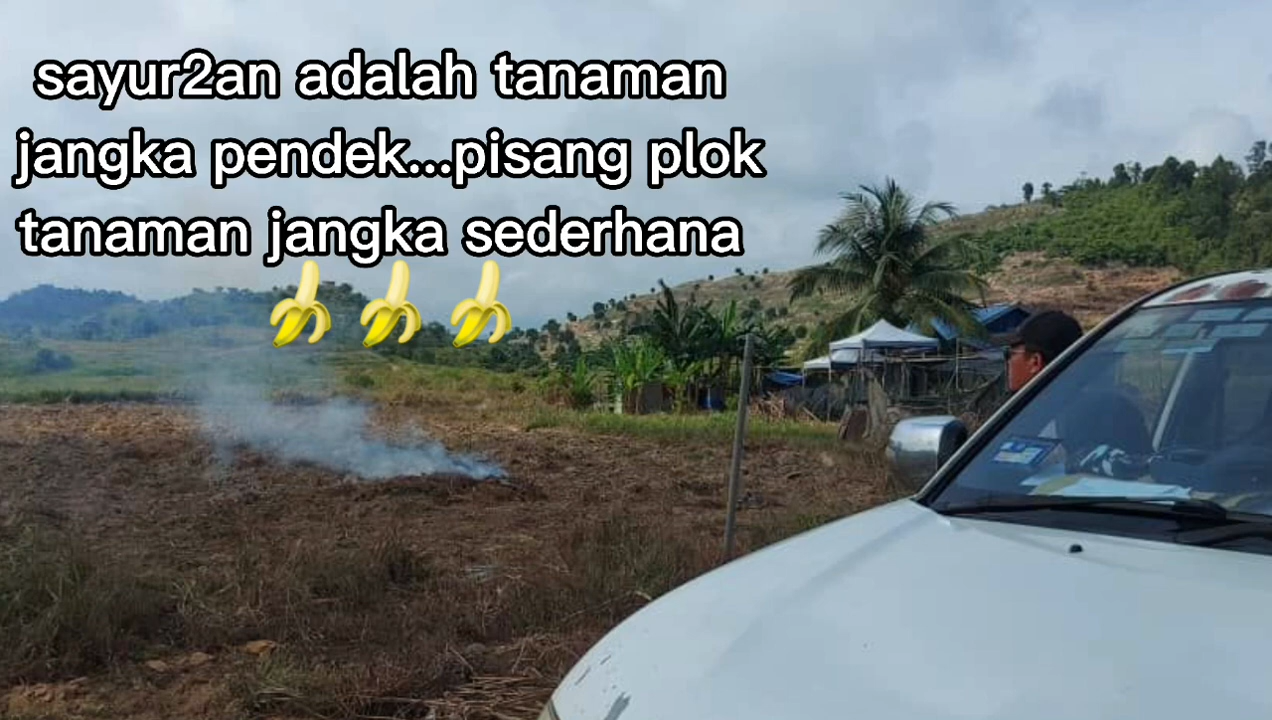 sayur2an adalah tanaman
jangka pendek...pisang plok
tanaman jangka sederhana
🍌🍌🍌